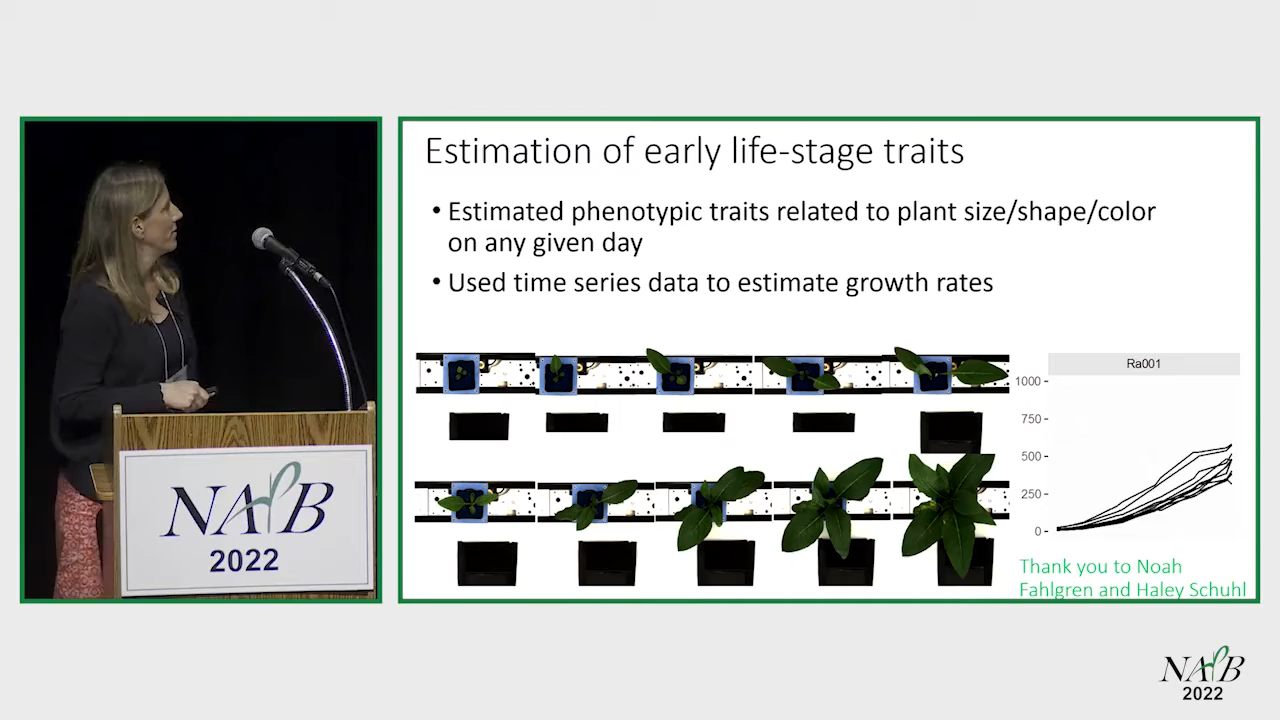 Estimation of early life-stage traits
• Estimated phenotypic traits related to plant size/shape/color
on any given day
• Used time series data to estimate growth rates
Ra001
1000
750
500
250
0
Thank you to Noah
Fahlgren and Haley Schuhl
NAPB
2022
NAPB
2022